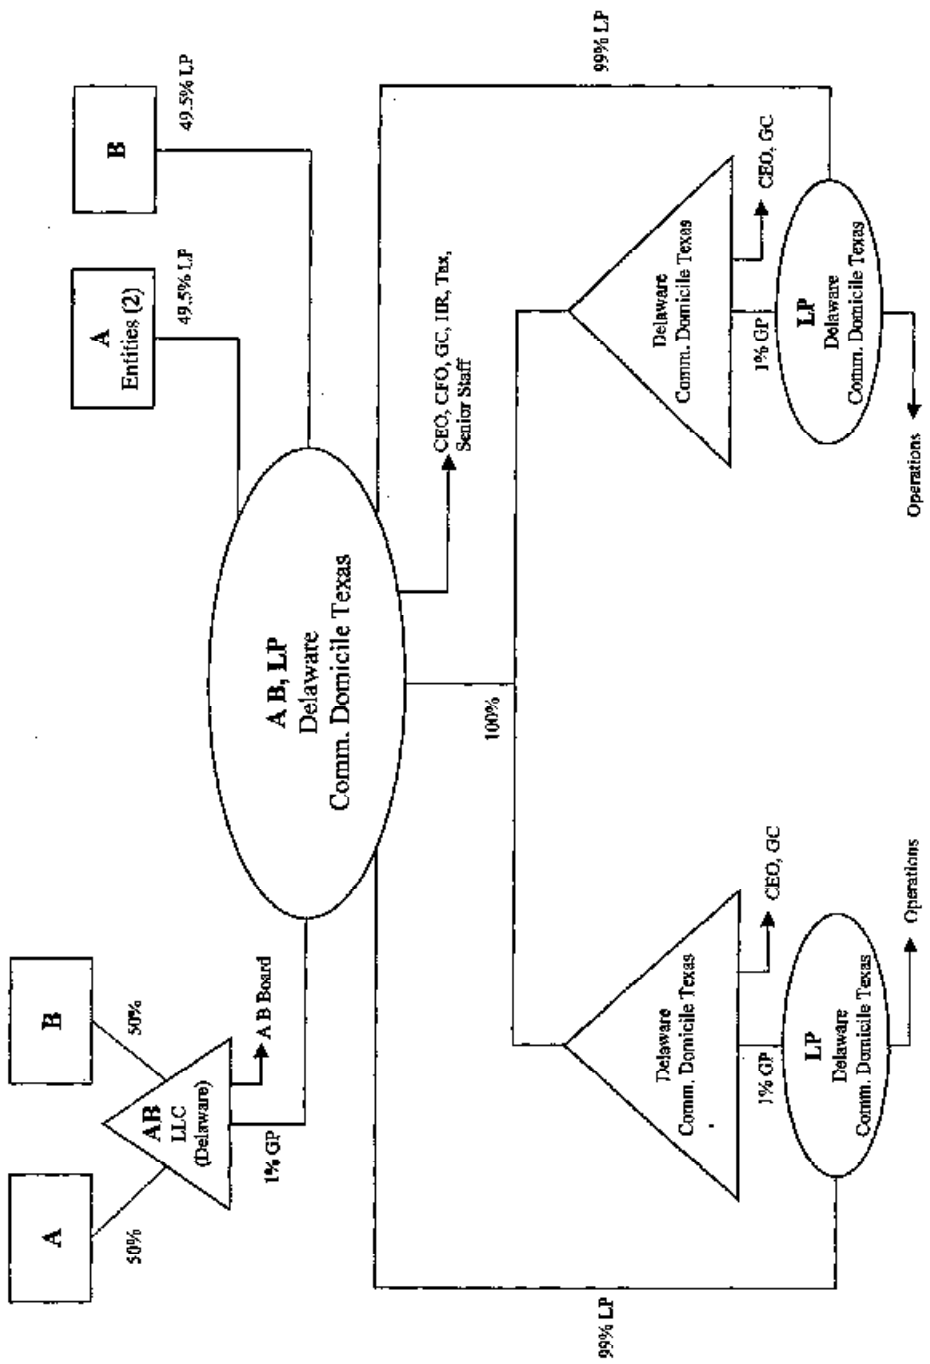 A
B
50%
50%
AB
LLC
(Delaware)
A B Board
1% GP
A
Entities (2)
B
49.5% LP
49.5% LP
A B, LP
Delaware
Comm. Domicile Texas
CEO, CFO, GC, HR, Tax,
Senior Staff
100%
99% LP
99% LP
Delaware
Comm. Domicile Texas
CEO, GC
1% GP
LP
Delaware
Comm. Domicile Texas
Operations
Delaware
Comm. Domicile Texas
CEO, GC
1% GP
LP
Delaware
Comm. Domicile Texas
Operations